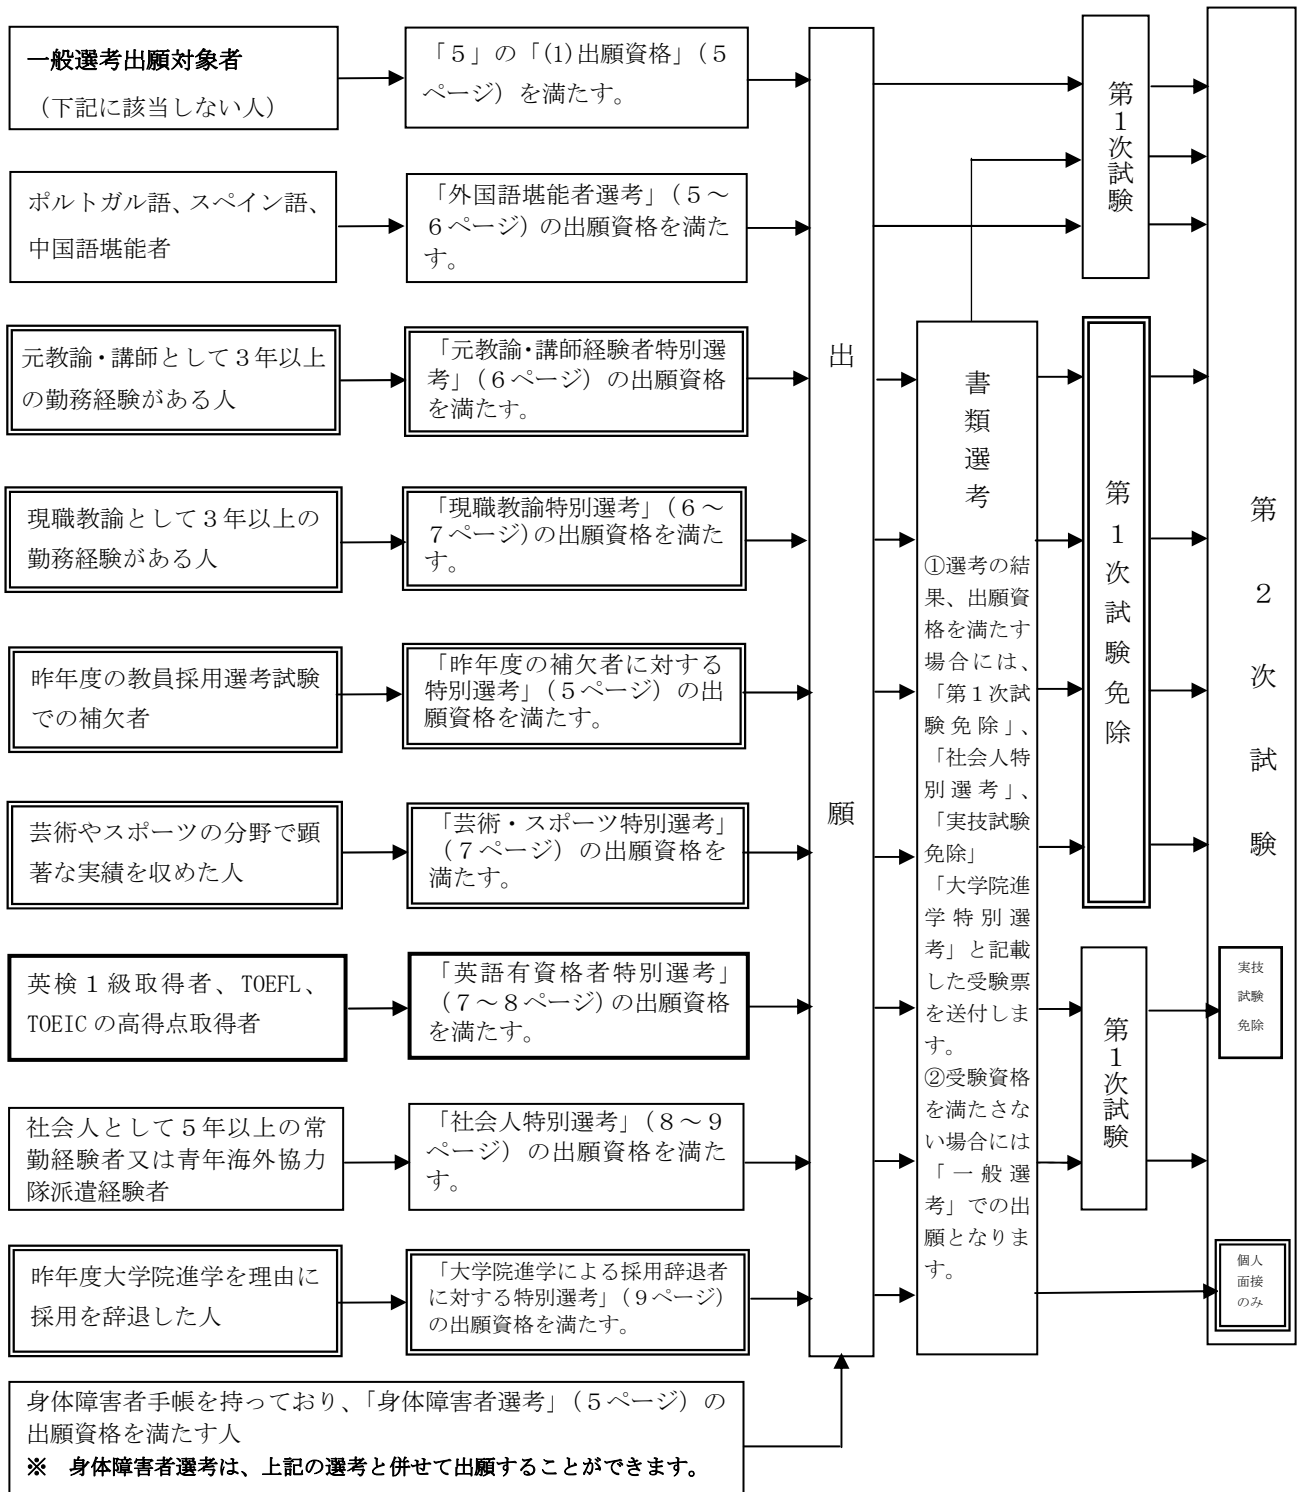 一般選考出願対象者
(下記に該当しない人)
「5」の「(1)出願資格」(5
ページ) を満たす。
ポルトガル語、スペイン語、
中国語堪能者
「外国語堪能者選考」(5~
6ページ) の出願資格を満た
す。
元教諭・講師として3年以上
の勤務経験がある人
「元教諭・講師経験者特別選
考」(6ページ) の出願資格
を満たす。
現職教諭として3年以上の
勤務経験がある人
「現職教諭特別選考」(6~
7ページ)の出願資格を満た
す。
昨年度の教員採用選考試験
での補欠者
「昨年度の補欠者に対する
特別選考」(5ページ) の出
願資格を満たす。
芸術やスポーツの分野で顕
著な実績を収めた人
「芸術・スポーツ特別選考」
(7ページ) の出願資格を
満たす。
英検1級取得者、TOEFL、
TOEICの高得点取得者
「英語有資格者特別選考」
(7~8ページ)の出願資格
を満たす。
社会人として5年以上の常
勤経験者又は青年海外協力
隊派遣経験者
「社会人特別選考」(8~9
ページ) の出願資格を満た
す。
昨年度大学院進学を理由に
採用を辞退した人
「大学院進学による採用辞退者
に対する特別選考」(9ページ)
の出願資格を満たす。
身体障害者手帳を持っており、「身体障害者選考」(5ページ) の
出願資格を満たす人
※ 身体障害者選考は、上記の選考と併せて出願することができます。
出願
書類選考
①選考の結
果、出願資
格を満たす
場合には、
「第1次試
験免除」、
「社会人特
別選考」、
「実技試験
免除」
「大学院進
学特別選
考」と記載
した受験票
を送付しま
す。
②受験資格
を満たさな
い場合には
「一般選
考」での出
願となりま
す。
第1次試験
第1次試験免除
第1次試験
第2次試験
実技
試験
免除
個人
面接
のみ